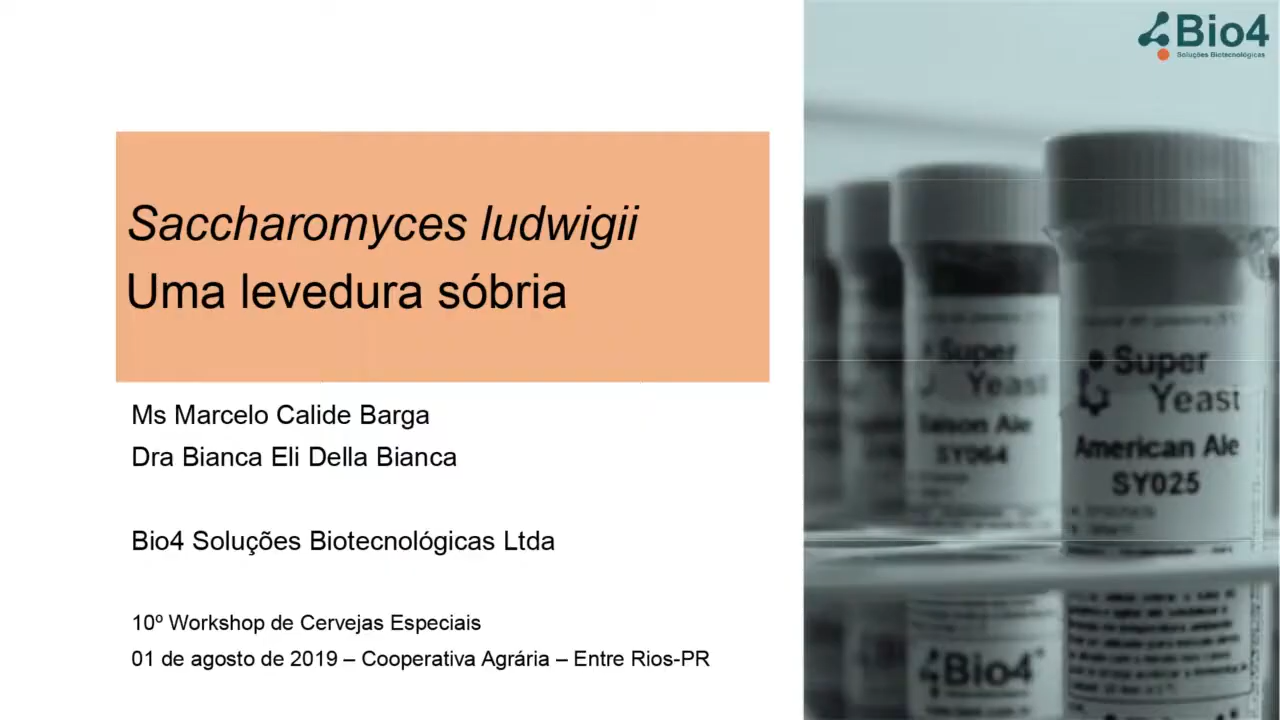 Bio4
Soluções Biotecnológicas
Saccharomyces ludwigii
Uma levedura sóbria
Ms Marcelo Calide Barga
Dra Bianca Eli Della Bianca
Bio4 Soluções Biotecnológicas Ltda
10º Workshop de Cervejas Especiais
01 de agosto de 2019 – Cooperativa Agrária – Entre Rios-PR
Super
Yeast
Saison Ale
SY064
Super
Yeast
American Ale
SY025
Bio4